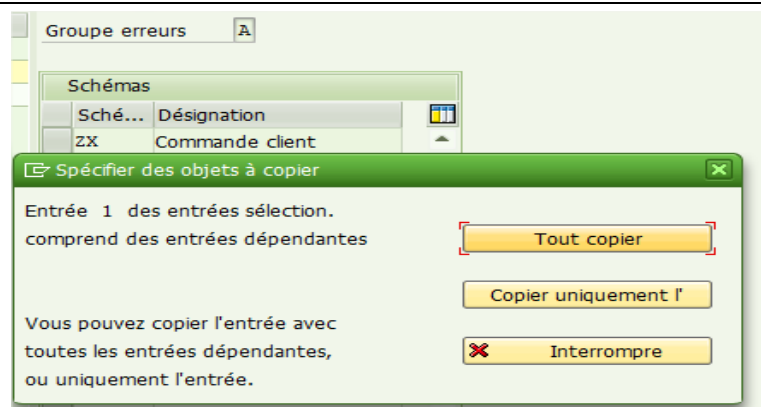 Groupe erreurs A
Schémas
Sché... Désignation
ZX Commande client
Spécifier des objets à copier
Entrée 1 des entrées sélection.
comprend des entrées dépendantes
Tout copier
Copier uniquement l'
Vous pouvez copier l'entrée avec
toutes les entrées dépendantes,
ou uniquement l'entrée.
Interrompre